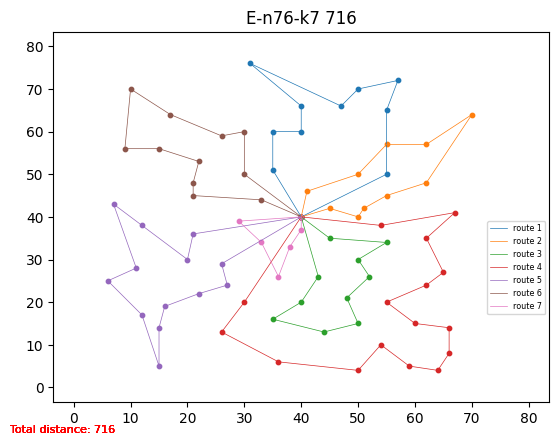 E-n76-k7 716
80
70
60
50
40
30
20
10
0
0 10 20 30 40 50 60 70 80
route 1
route 2
route 3
route 4
route 5
route 6
route 7
Total distance: 716